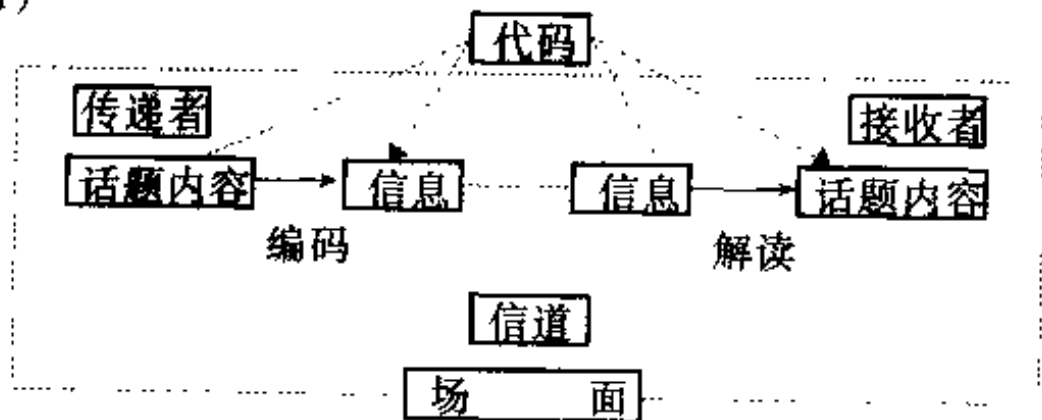 代码
传递者 接收者
话题内容 信息 信息 话题内容
编码 解读
信道
场 面